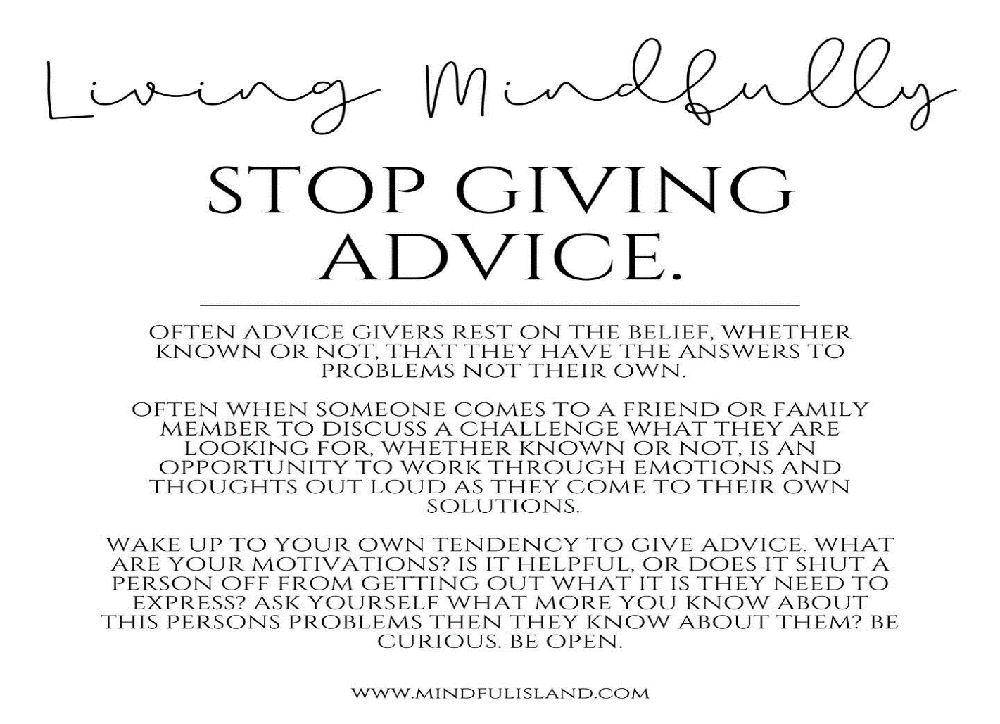 Living Mindfully
STOP GIVING
ADVICE.
OFTEN ADVICE GIVERS REST ON THE BELIEF, WHETHER
KNOWN OR NOT, THAT THEY HAVE THE ANSWERS TO
PROBLEMS NOT THEIR OWN.
OFTEN WHEN SOMEONE COMES TO A FRIEND OR FAMILY
MEMBER TO DISCUSS A CHALLENGE WHAT THEY ARE
LOOKING FOR, WHETHER KNOWN OR NOT, IS AN
OPPORTUNITY TO WORK THROUGH EMOTIONS AND
THOUGHTS OUT LOUD AS THEY COME TO THEIR OWN
SOLUTIONS.
WAKE UP TO YOUR OWN TENDENCY TO GIVE ADVICE. WHAT
ARE YOUR MOTIVATIONS? IS IT HELPFUL, OR DOES IT SHUT A
PERSON OFF FROM GETTING OUT WHAT IT IS THEY NEED TO
EXPRESS? ASK YOURSELF WHAT MORE YOU KNOW ABOUT
THIS PERSONS PROBLEMS THEN THEY KNOW ABOUT THEM? BE
CURIOUS. BE OPEN.
WWW.MINDFULISLAND.COM